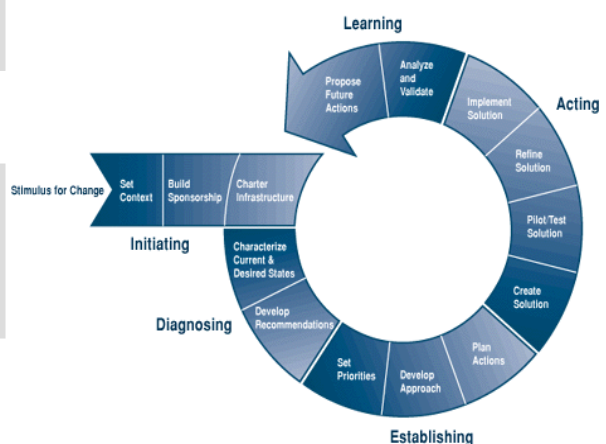 Learning
Propose
Future
Actions
Analyze
and
Validate
Implement
Solution
Acting
Refine
Solution
Pilot/Test
Solution
Create
Solution
Stimulus for Change
Set
Context
Build
Sponsorship
Charter
Infrastructure
Initiating
Characterize
Current &
Desired States
Diagnosing
Develop
Recommendations
Set
Priorities
Develop
Approach
Plan
Actions
Establishing